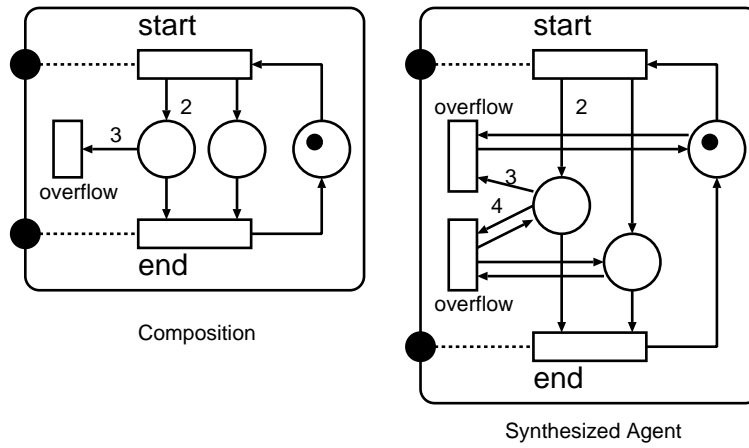 start
2
3
overflow
end
Composition
start
2
overflow
3
4
overflow
end
Synthesized Agent